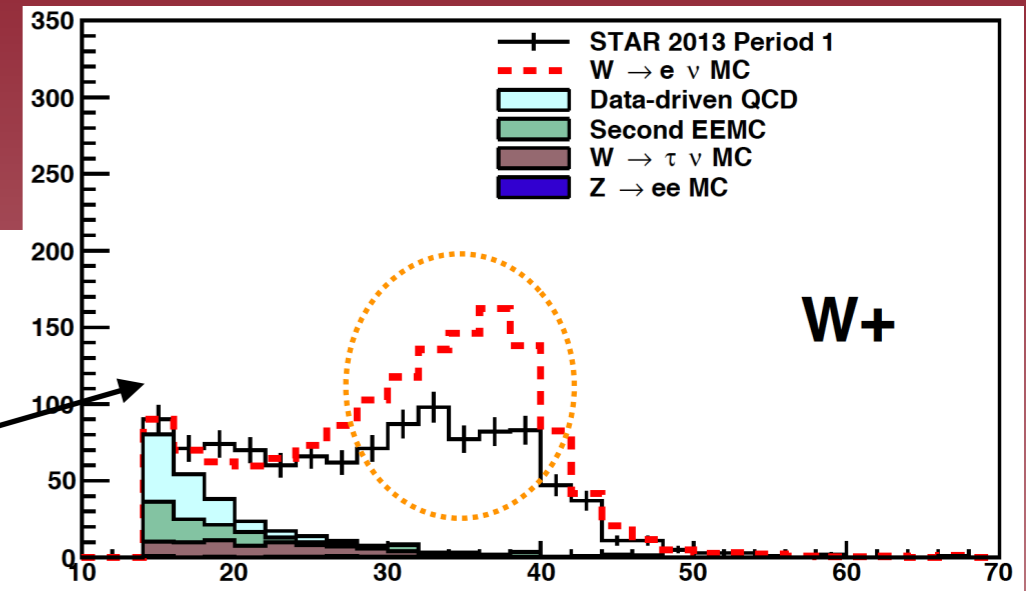 350
300
250
200
150
100
50
0
STAR 2013 Period 1
W → e ν MC
Data-driven QCD
Second EEMC
W → τ ν MC
Z → ee MC
W+
10 20 30 40 50 60 70